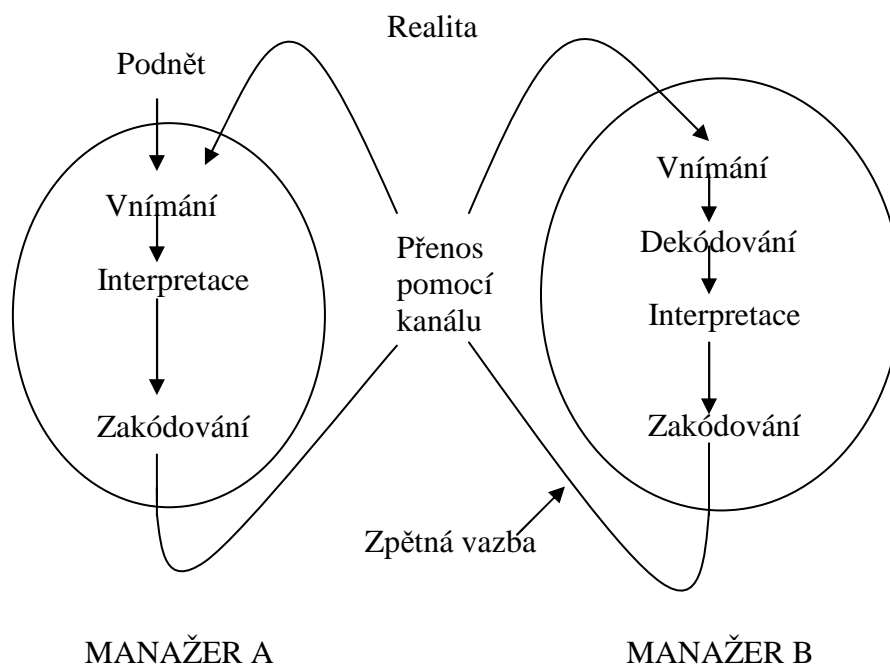 Realita
Podnět
Vnímání
Interpretace
Zakódování
Přenos
pomocí
kanálu
Vnímání
Dekódování
Interpretace
Zakódování
Zpětná vazba
MANAŽER A
MANAŽER B